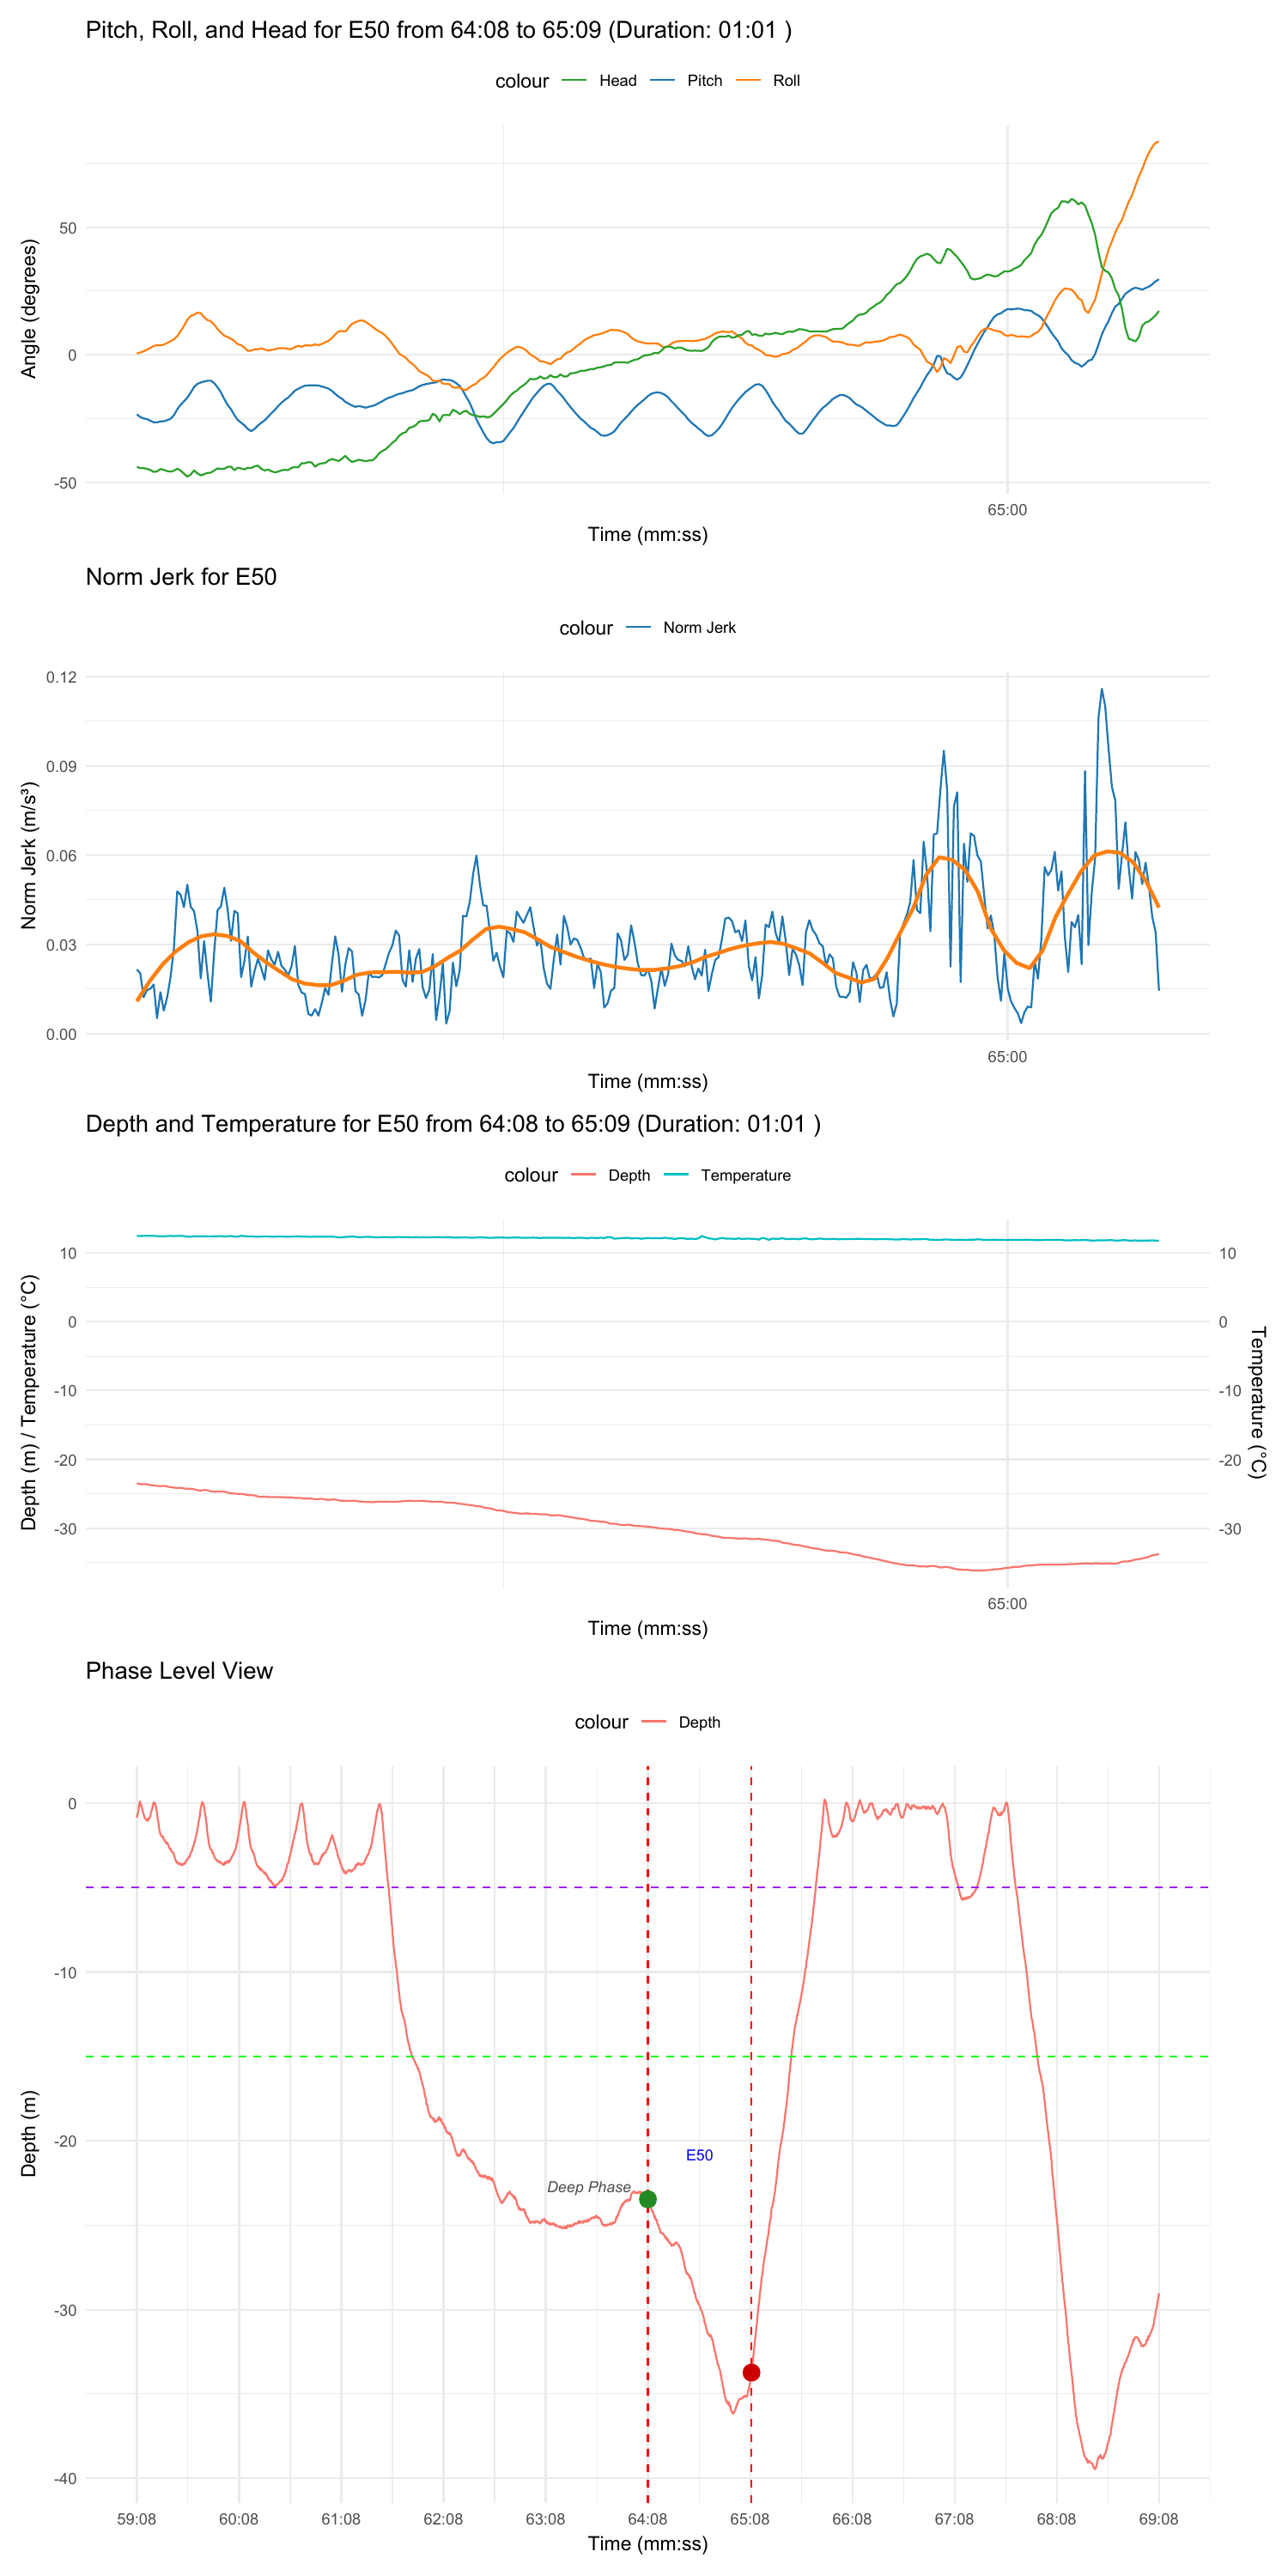 Pitch, Roll, and Head for E50 from 64:08 to 65:09 (Duration: 01:01 )
colour Head Pitch Roll
50
0
-50
Angle (degrees)
65:00
Time (mm:ss)
Norm Jerk for E50
colour Norm Jerk
0.12
0.09
0.06
0.03
0.00
Norm Jerk (m/s³)
65:00
Time (mm:ss)
Depth and Temperature for E50 from 64:08 to 65:09 (Duration: 01:01 )
colour Depth Temperature
10 10
0 0
-10 -10
-20 -20
-30 -30
Depth (m) / Temperature (°C)
Temperature (°C)
65:00
Time (mm:ss)
Phase Level View
colour Depth
0
-10
-20
-30
-40
Depth (m)
E50
Deep Phase
59:08 60:08 61:08 62:08 63:08 64:08 65:08 66:08 67:08 68:08 69:08
Time (mm:ss)